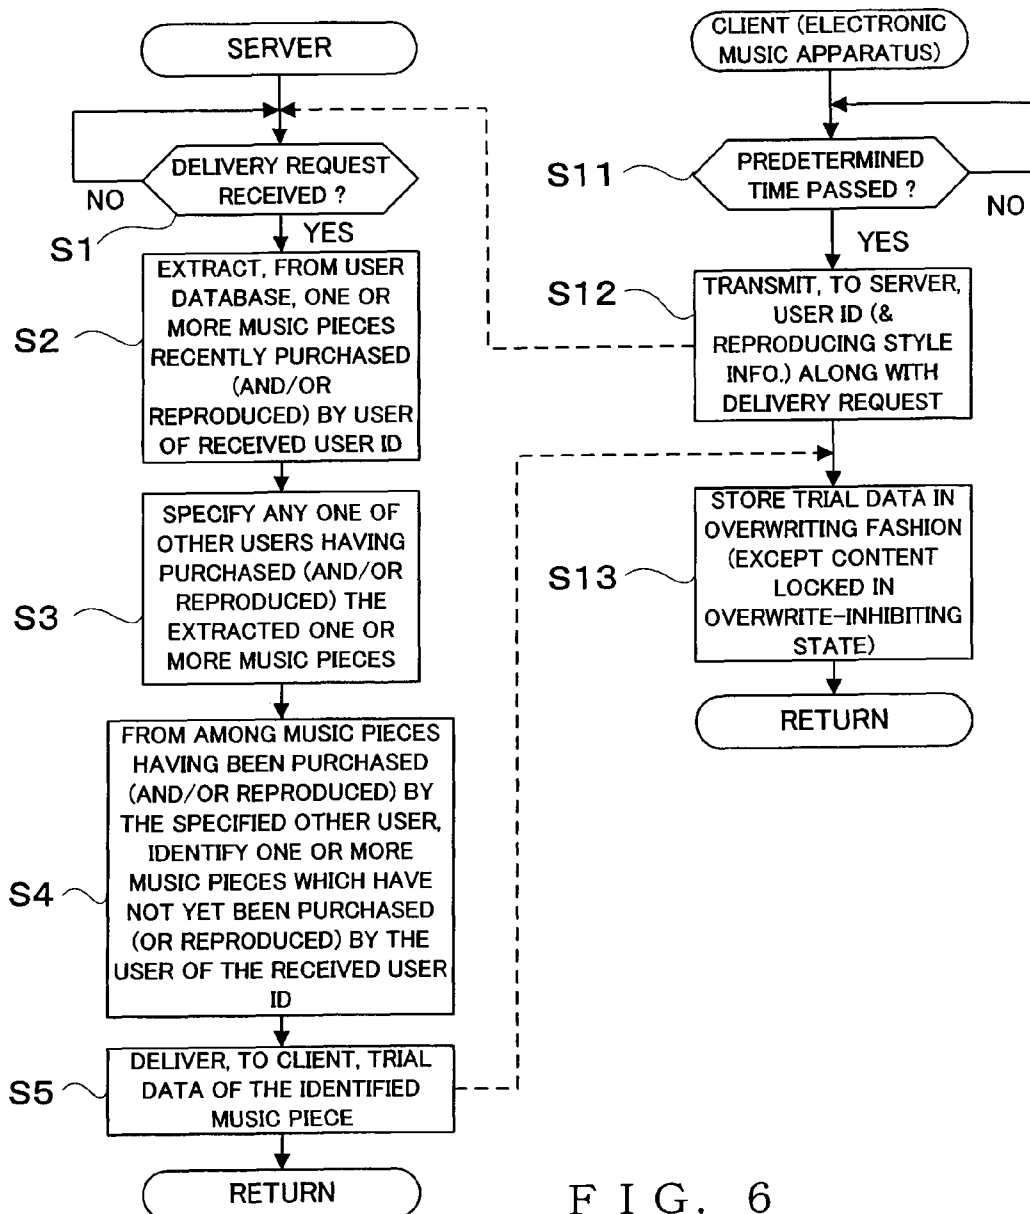 SERVER
DELIVERY REQUEST
RECEIVED ?
NO
YES
S1
EXTRACT, FROM USER
DATABASE, ONE OR
MORE MUSIC PIECES
RECENTLY PURCHASED
(AND/OR
REPRODUCED) BY USER
OF RECEIVED USER ID
S2
SPECIFY ANY ONE OF
OTHER USERS HAVING
PURCHASED (AND/OR
REPRODUCED) THE
EXTRACTED ONE OR
MORE MUSIC PIECES
S3
FROM AMONG MUSIC PIECES
HAVING BEEN PURCHASED
(AND/OR REPRODUCED) BY
THE SPECIFIED OTHER USER,
IDENTIFY ONE OR MORE
MUSIC PIECES WHICH HAVE
NOT YET BEEN PURCHASED
(OR REPRODUCED) BY THE
USER OF THE RECEIVED USER
ID
S4
DELIVER, TO CLIENT, TRIAL
DATA OF THE IDENTIFIED
MUSIC PIECE
S5
RETURN
CLIENT (ELECTRONIC
MUSIC APPARATUS)
S11
PREDETERMINED
TIME PASSED ?
NO
YES
S12
TRANSMIT, TO SERVER,
USER ID (&
REPRODUCING STYLE
INFO.) ALONG WITH
DELIVERY REQUEST
S13
STORE TRIAL DATA IN
OVERWRITING FASHION
(EXCEPT CONTENT
LOCKED IN
OVERWRITE-INHIBITING
STATE)
RETURN
FIG. 6